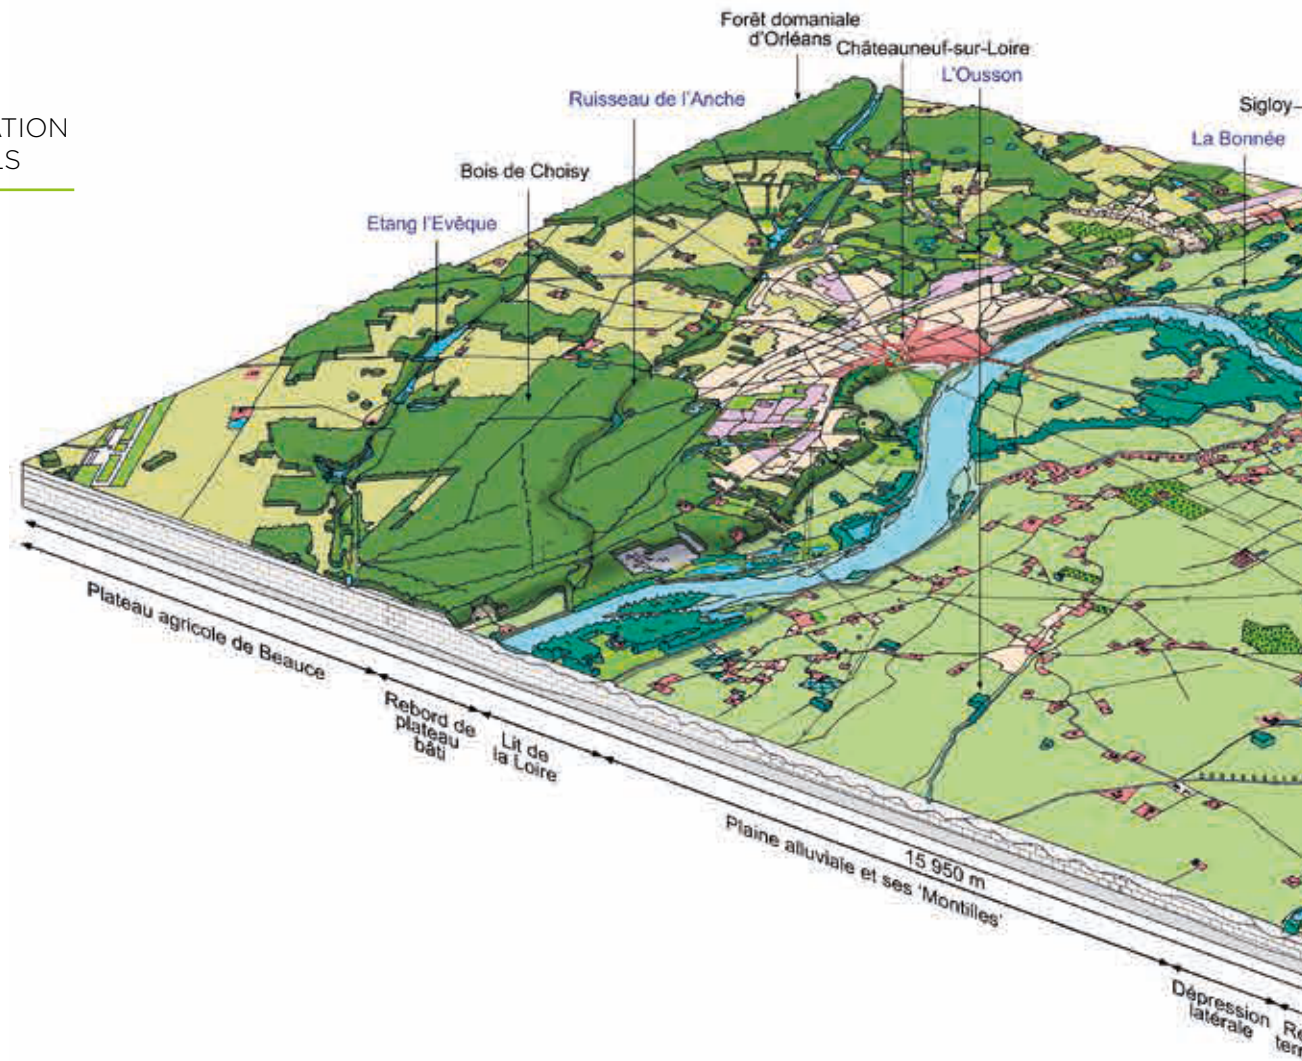 Forêt domaniale
d'Orléans
Châteauneuf-sur-Loire
L'Ousson
Ruisseau de l'Anche
Sigloy
La Bonnée
Bois de Choisy
Etang l'Evêque
Plateau agricole de Beauce
Rebord de
plateau
bâti
Lit de
la Loire
Plaine alluviale et ses 'Montilles'
15 950 m
Dépression
latérale